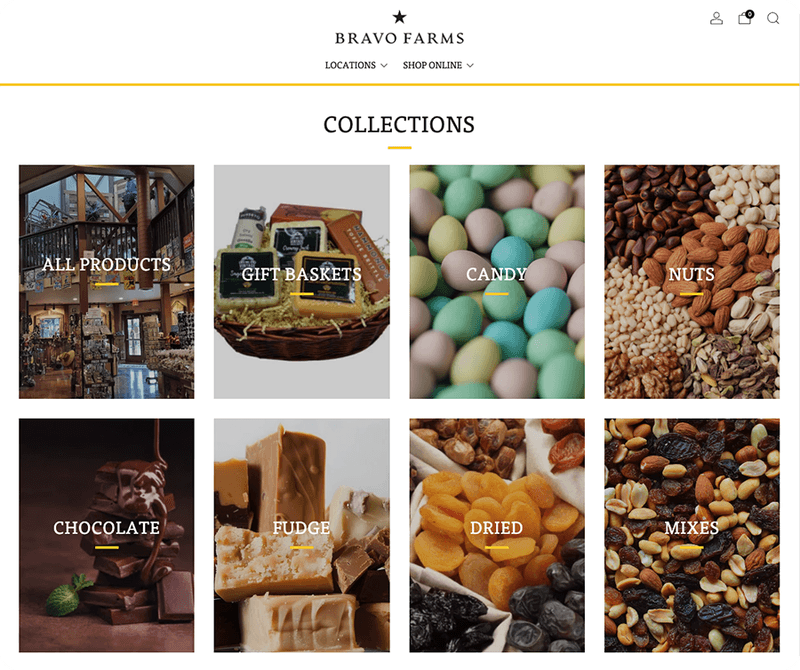 0
BRAVO FARMS
LOCATIONS SHOP ONLINE
COLLECTIONS
ALL PRODUCTS
GIFT BASKETS
CANDY
NUTS
CHOCOLATE
FUDGE
DRIED
MIXES